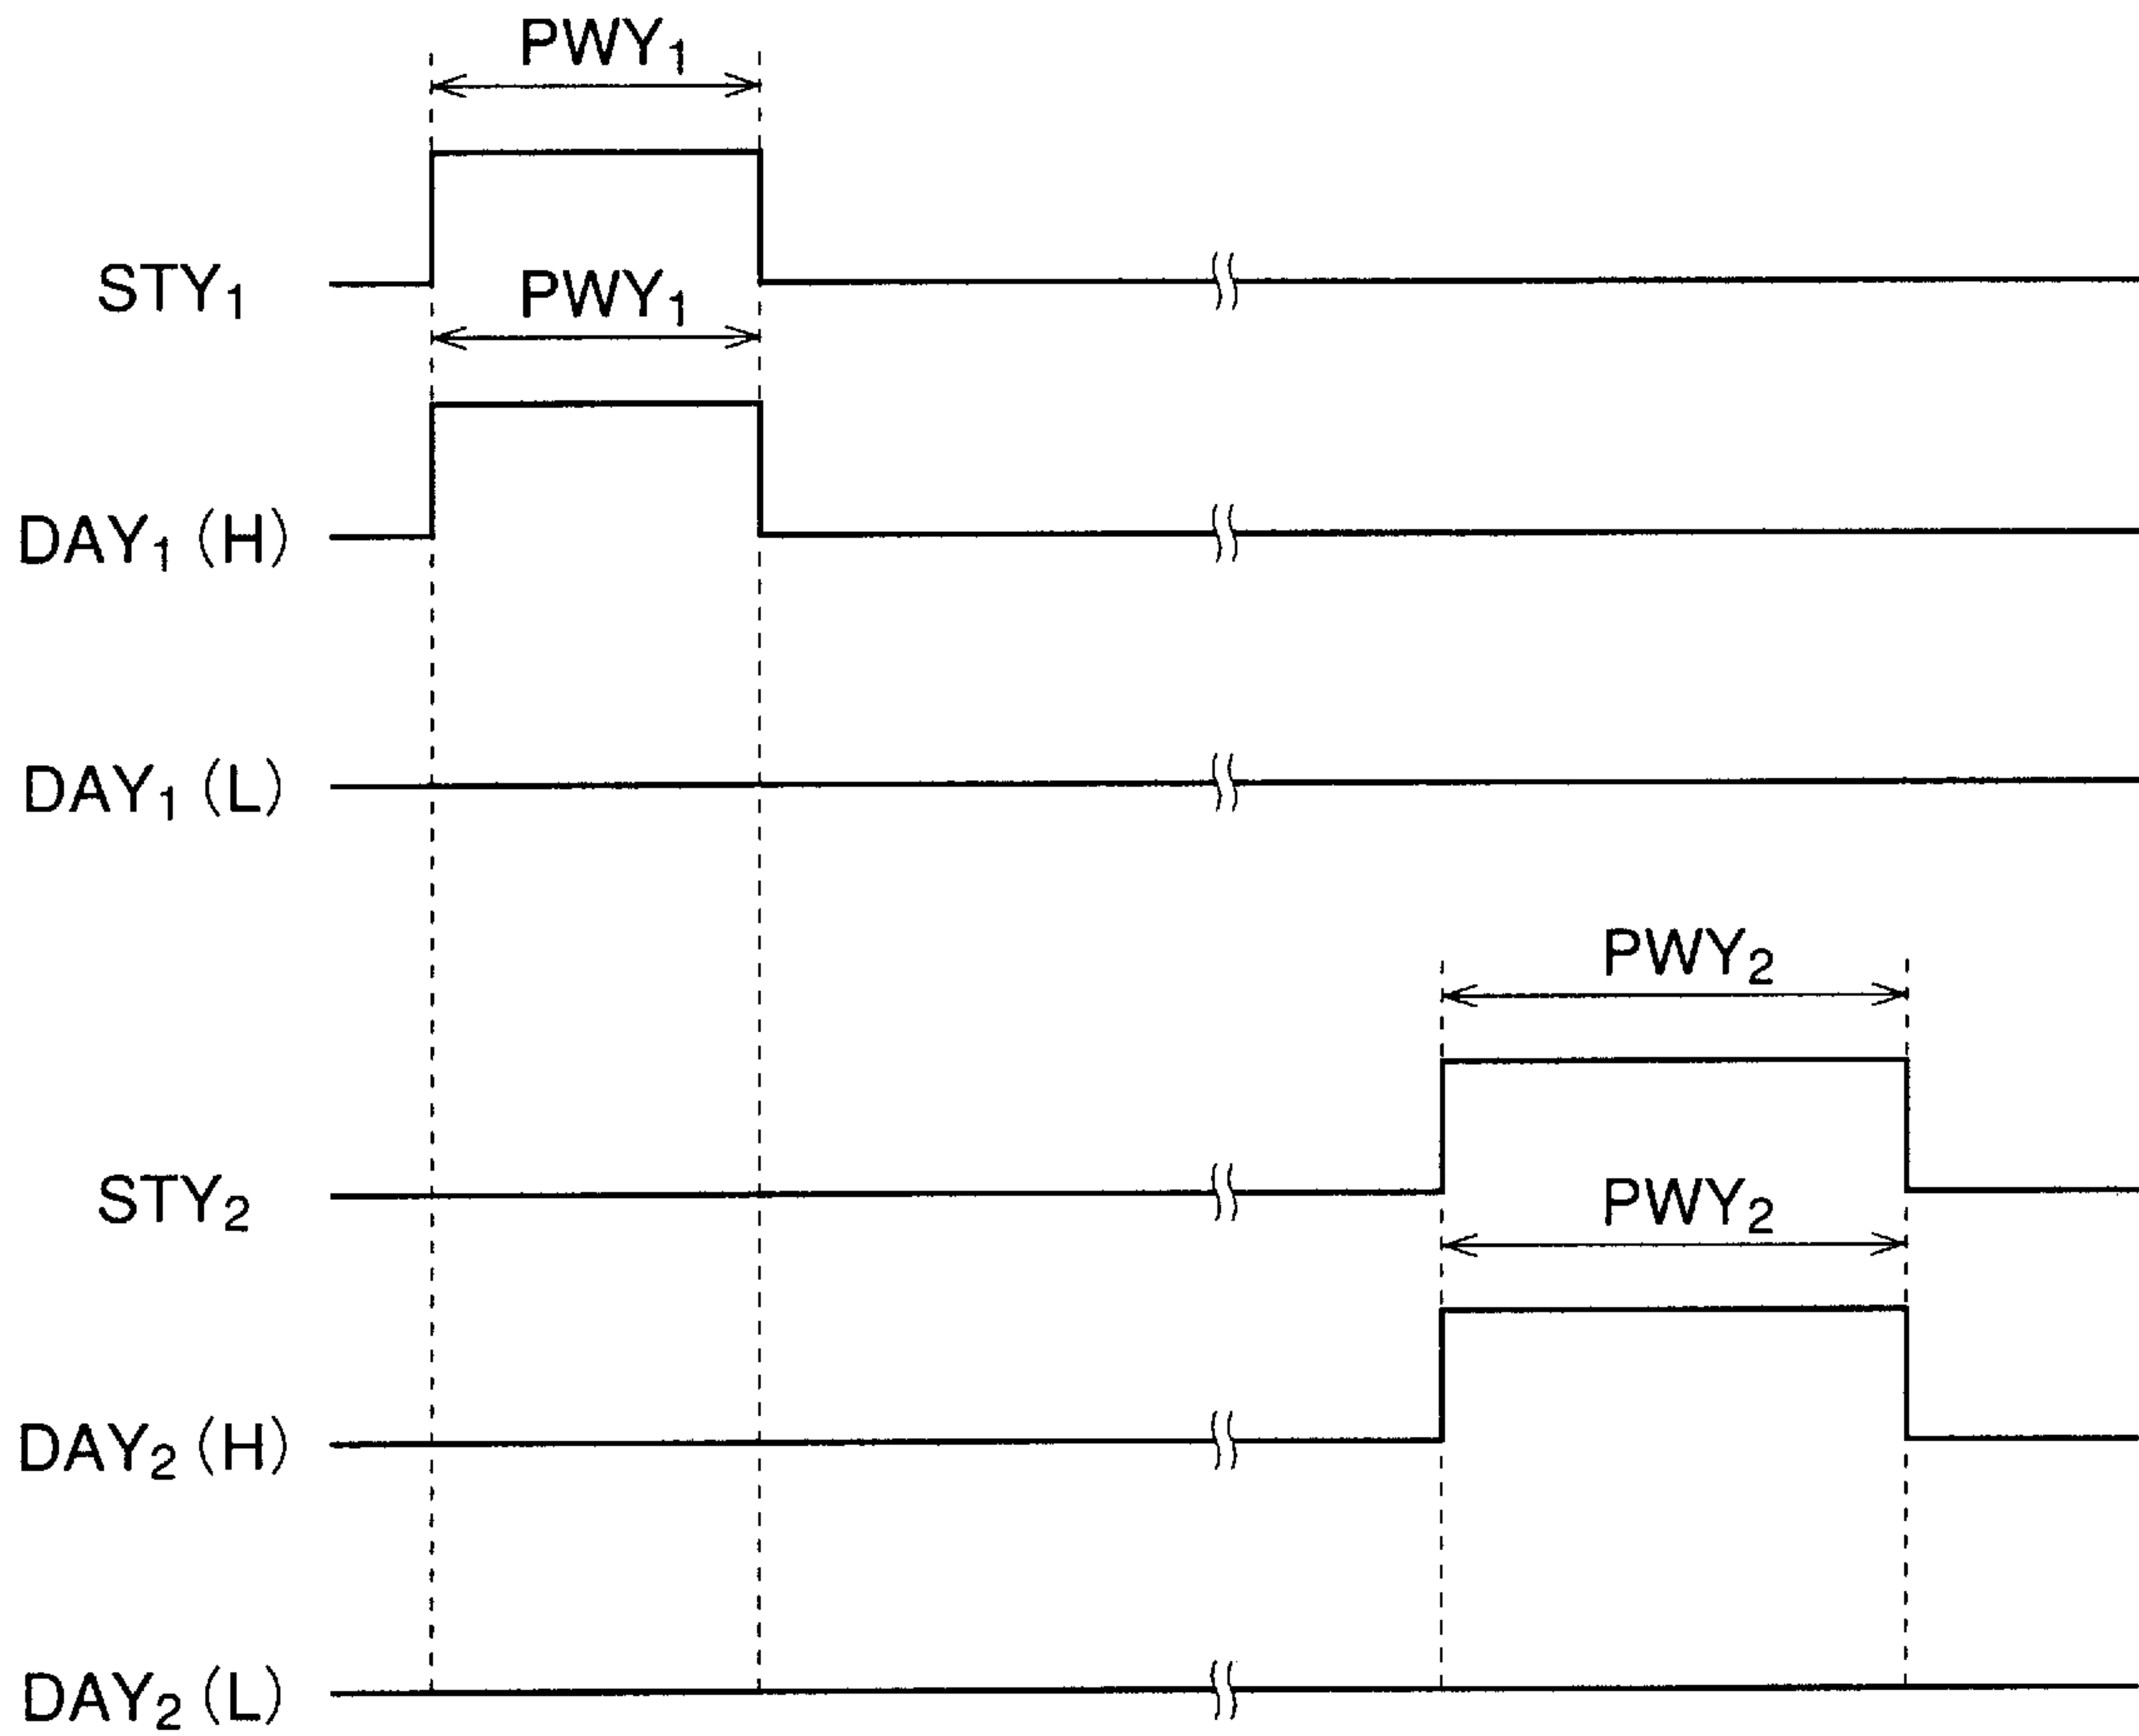 PWY₁
STY₁
PWY₁
DAY₁ (H)
DAY₁ (L)
PWY₂
STY₂
PWY₂
DAY₂ (H)
DAY₂ (L)